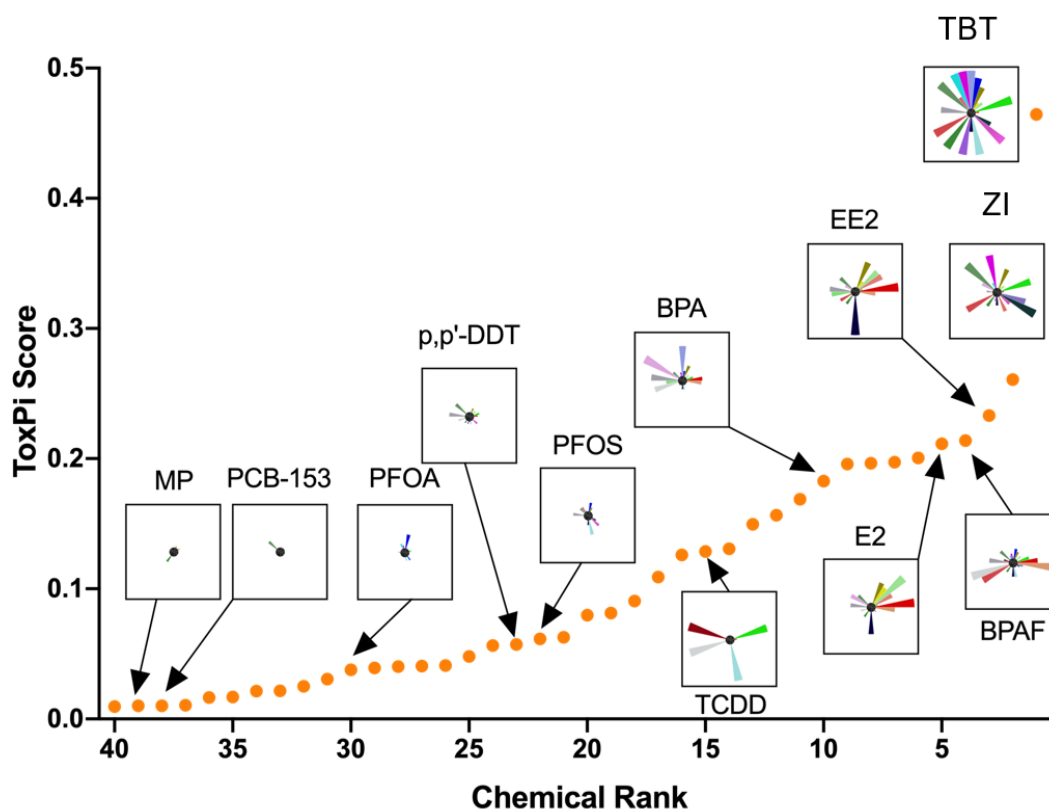 TBT
0.5
0.4
EE2
ZI
0.3
BPA
p,p'-DDT
ToxPi Score
0.2
PFOS
MP
PCB-153
PFOA
E2
0.1
BPAF
TCDD
0.0
40
35
30
25
20
15
10
5
Chemical Rank